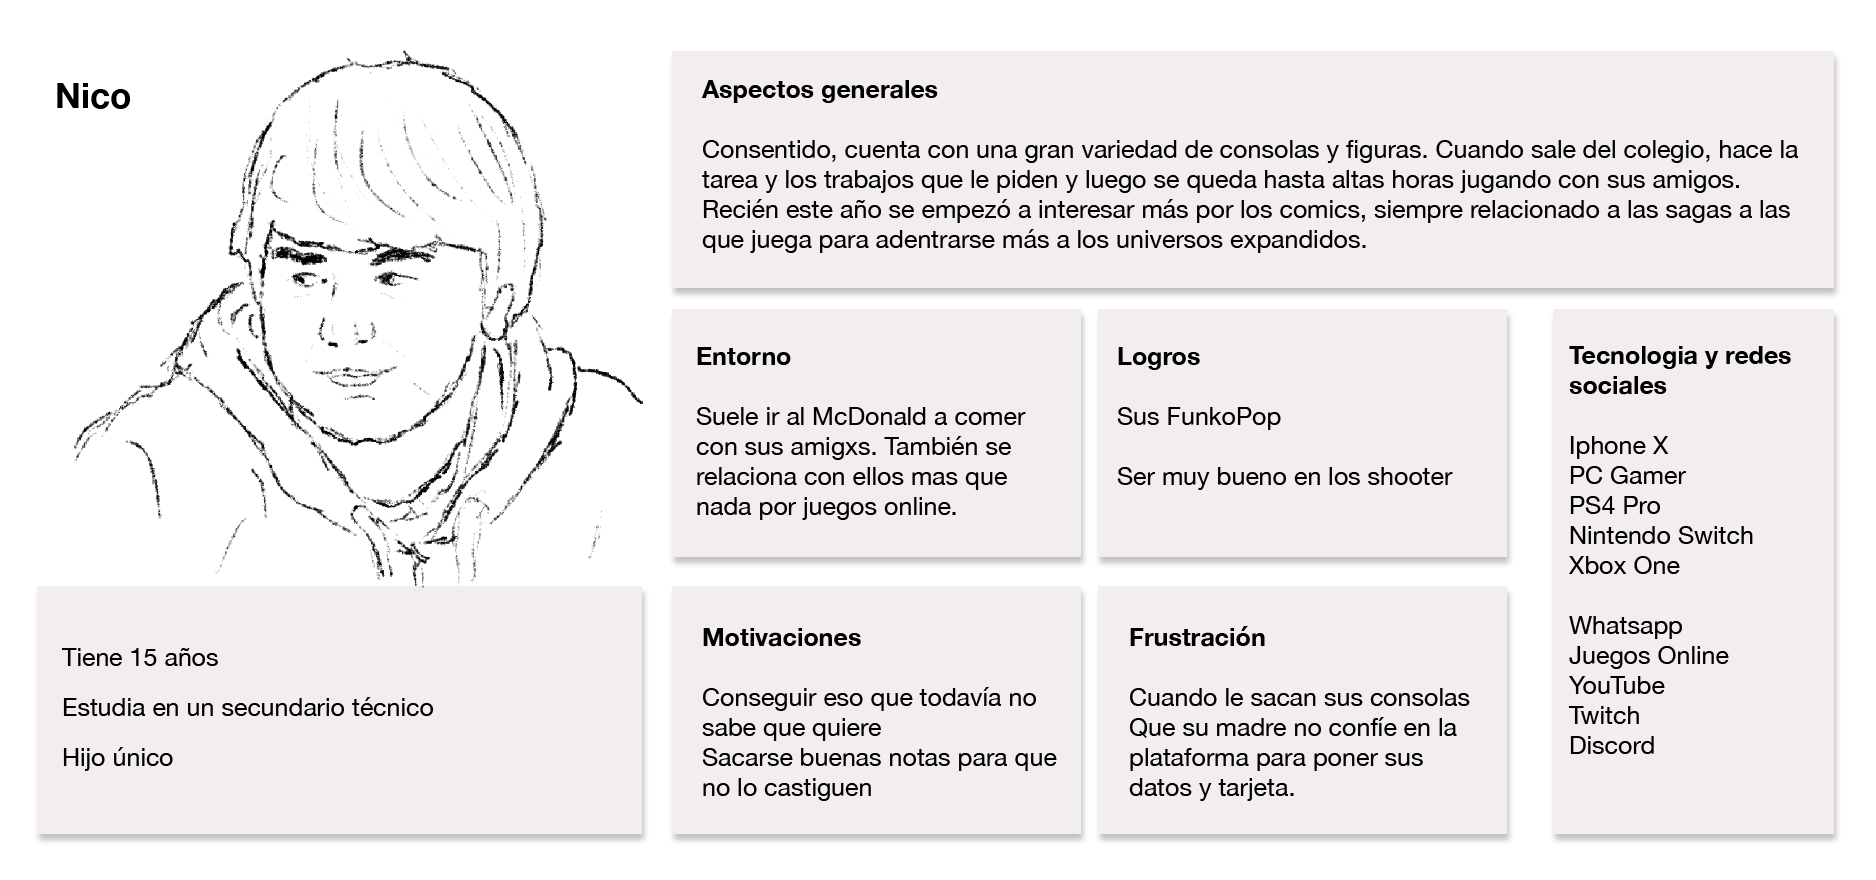 Nico
Aspectos generales
Consentido, cuenta con una gran variedad de consolas y figuras. Cuando sale del colegio, hace la
tarea y los trabajos que le piden y luego se queda hasta altas horas jugando con sus amigos.
Recién este año se empezó a interesar más por los comics, siempre relacionado a las sagas a las
que juega para adentrarse más a los universos expandidos.
Entorno
Suele ir al McDonald a comer
con sus amigxs. También se
relaciona con ellos mas que
nada por juegos online.
Logros
Sus FunkoPop
Ser muy bueno en los shooter
Tecnologia y redes
sociales
Iphone X
PC Gamer
PS4 Pro
Nintendo Switch
Xbox One
Whatsapp
Juegos Online
YouTube
Twitch
Discord
Tiene 15 años
Estudia en un secundario técnico
Hijo único
Motivaciones
Conseguir eso que todavía no
sabe que quiere
Sacarse buenas notas para que
no lo castiguen
Frustración
Cuando le sacan sus consolas
Que su madre no confíe en la
plataforma para poner sus
datos y tarjeta.